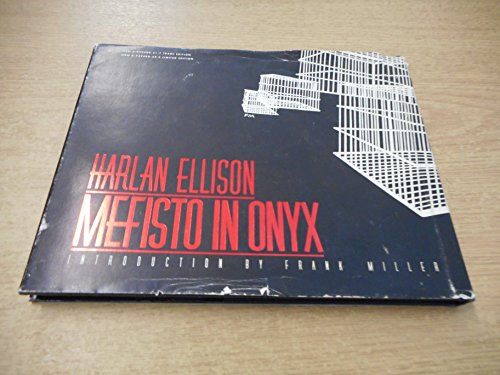 HARLAN ELLISON
MEFISTO IN ONYX
INTRODUCTION BY FRANK MILLER